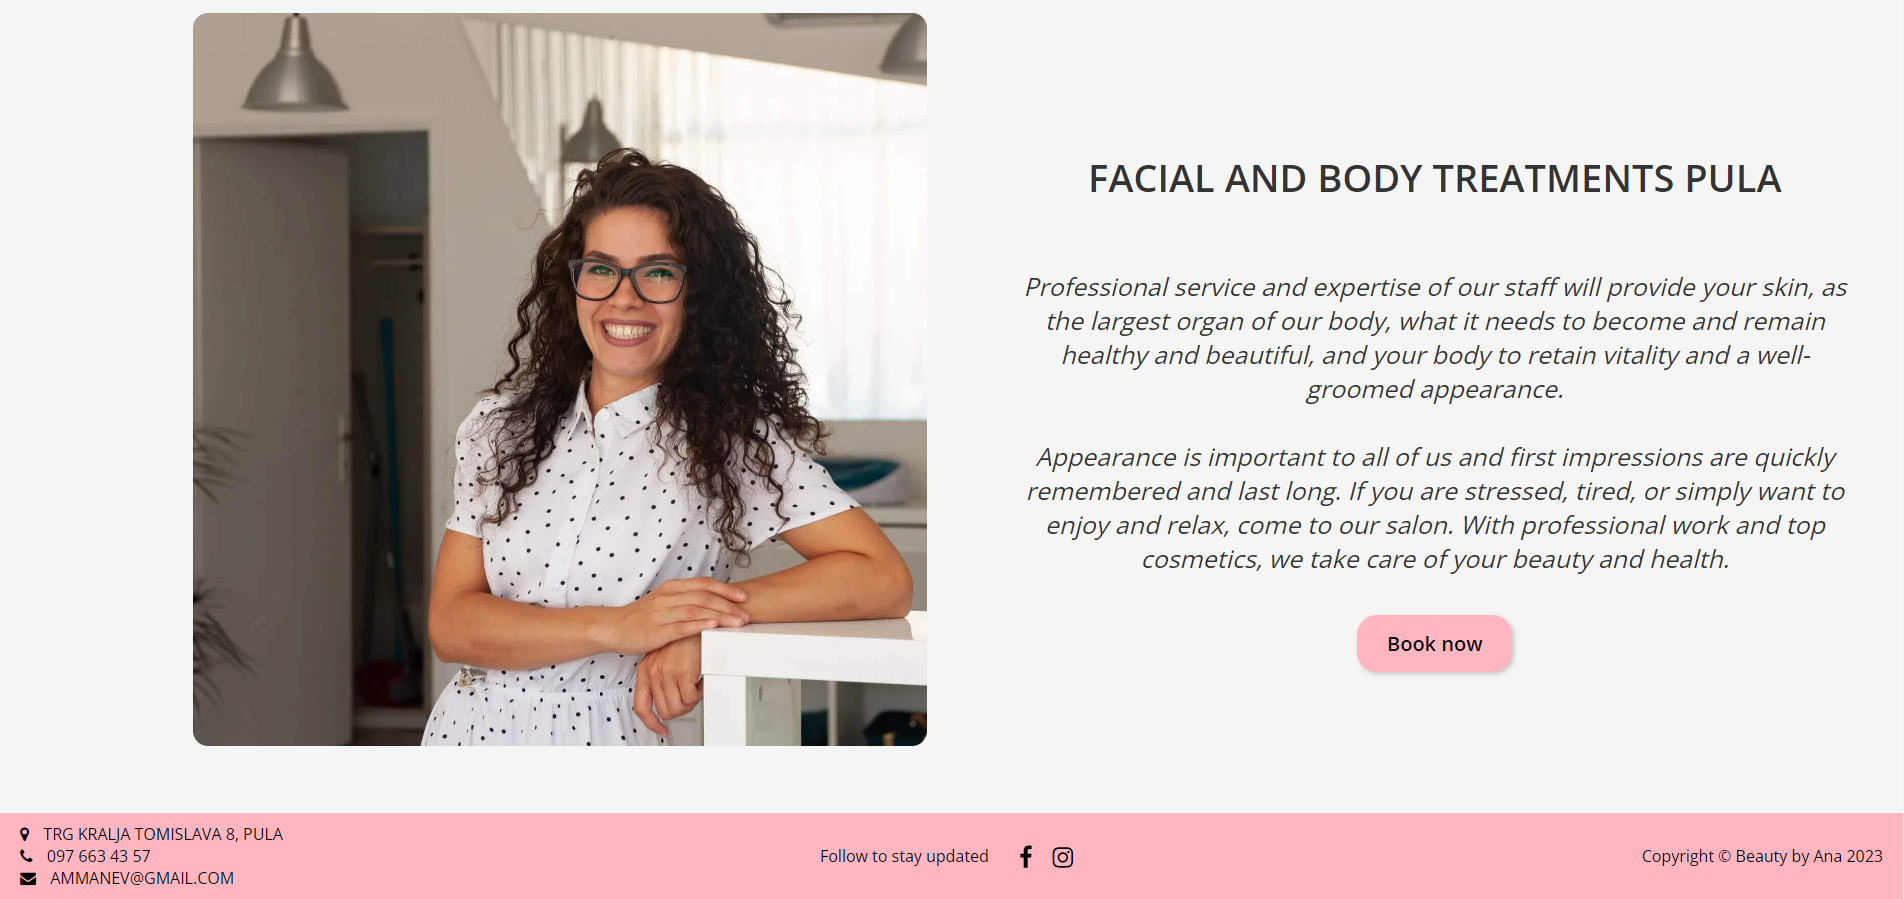 FACIAL AND BODY TREATMENTS PULA
Professional service and expertise of our staff will provide your skin, as
the largest organ of our body, what it needs to become and remain
healthy and beautiful, and your body to retain vitality and a well-
groomed appearance.
Appearance is important to all of us and first impressions are quickly
remembered and last long. If you are stressed, tired, or simply want to
enjoy and relax, come to our salon. With professional work and top
cosmetics, we take care of your beauty and health.
Book now
TRG KRALJA TOMISLAVA 8, PULA
097 663 43 57
AMMANEV@GMAIL.COM
Follow to stay updated
Copyright © Beauty by Ana 2023